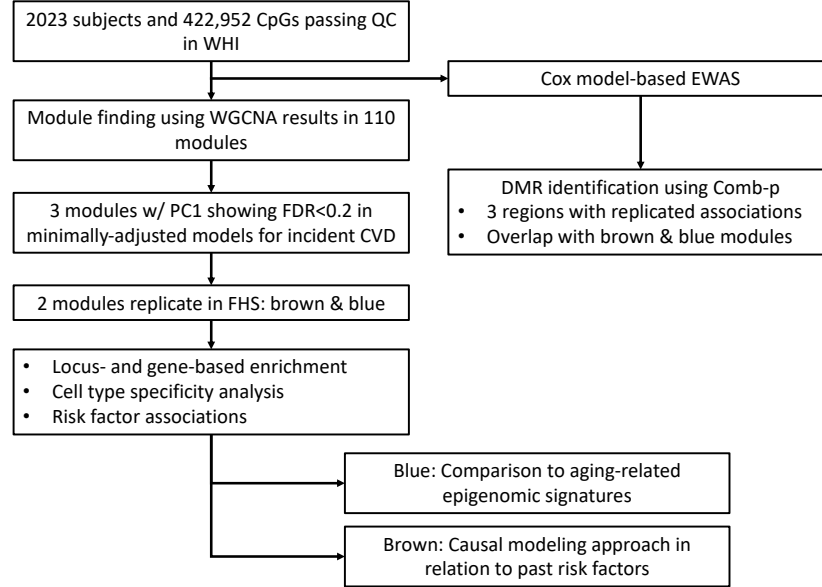 2023 subjects and 422,952 CpGs passing QC
in WHI
Cox model-based EWAS
Module finding using WGCNA results in 110
modules
DMR identification using Comb-p
• 3 regions with replicated associations
• Overlap with brown & blue modules
3 modules w/ PC1 showing FDR<0.2 in
minimally-adjusted models for incident CVD
2 modules replicate in FHS: brown & blue
• Locus- and gene-based enrichment
• Cell type specificity analysis
• Risk factor associations
Blue: Comparison to aging-related
epigenomic signatures
Brown: Causal modeling approach in
relation to past risk factors